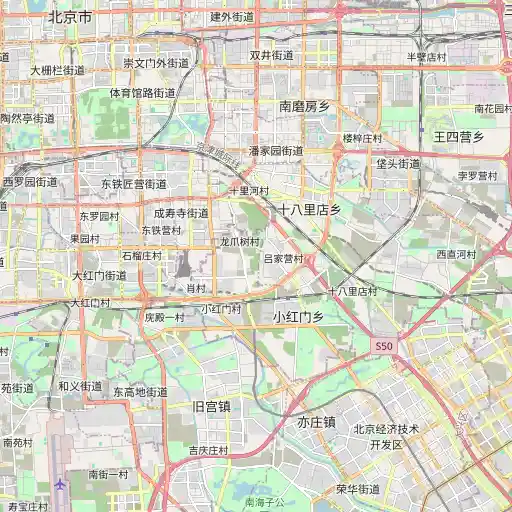 北京市
建外街道
双井街道
半壁店村
崇文门外街道
大栅栏街道
体育馆路街道
南磨房乡
南花园村
陶然亭街道
楼梓庄村
王四营乡
潘家园街道
垡头街道
西罗园街道
东铁匠营街道
十里河村
孛罗营村
东罗园村
成寿寺街道
十八里店乡
果园村
东铁营村
龙爪树村
石榴庄村
吕家营村
西直河村
大红门街道
肖村
十八里店村
大红门村
小红门村
庑殿一村
小红门乡
S50
苑街道
和义街道
东高地街道
旧宫镇
亦庄镇
北京经济技术
开发区
南苑村
吉庆庄村
南街一村
荣华街道
寿宝庄村
南海子公